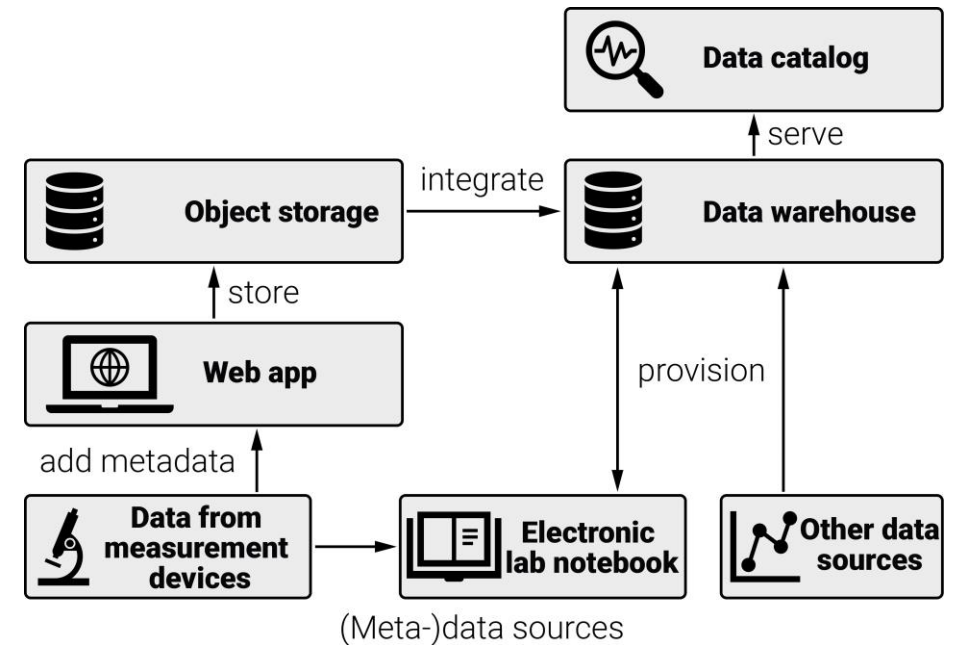 Data catalog
serve
integrate
Object storage
Data warehouse
store
Web app
provision
add metadata
Data from
measurement
devices
Electronic
lab notebook
Other data
sources
(Meta-)data sources